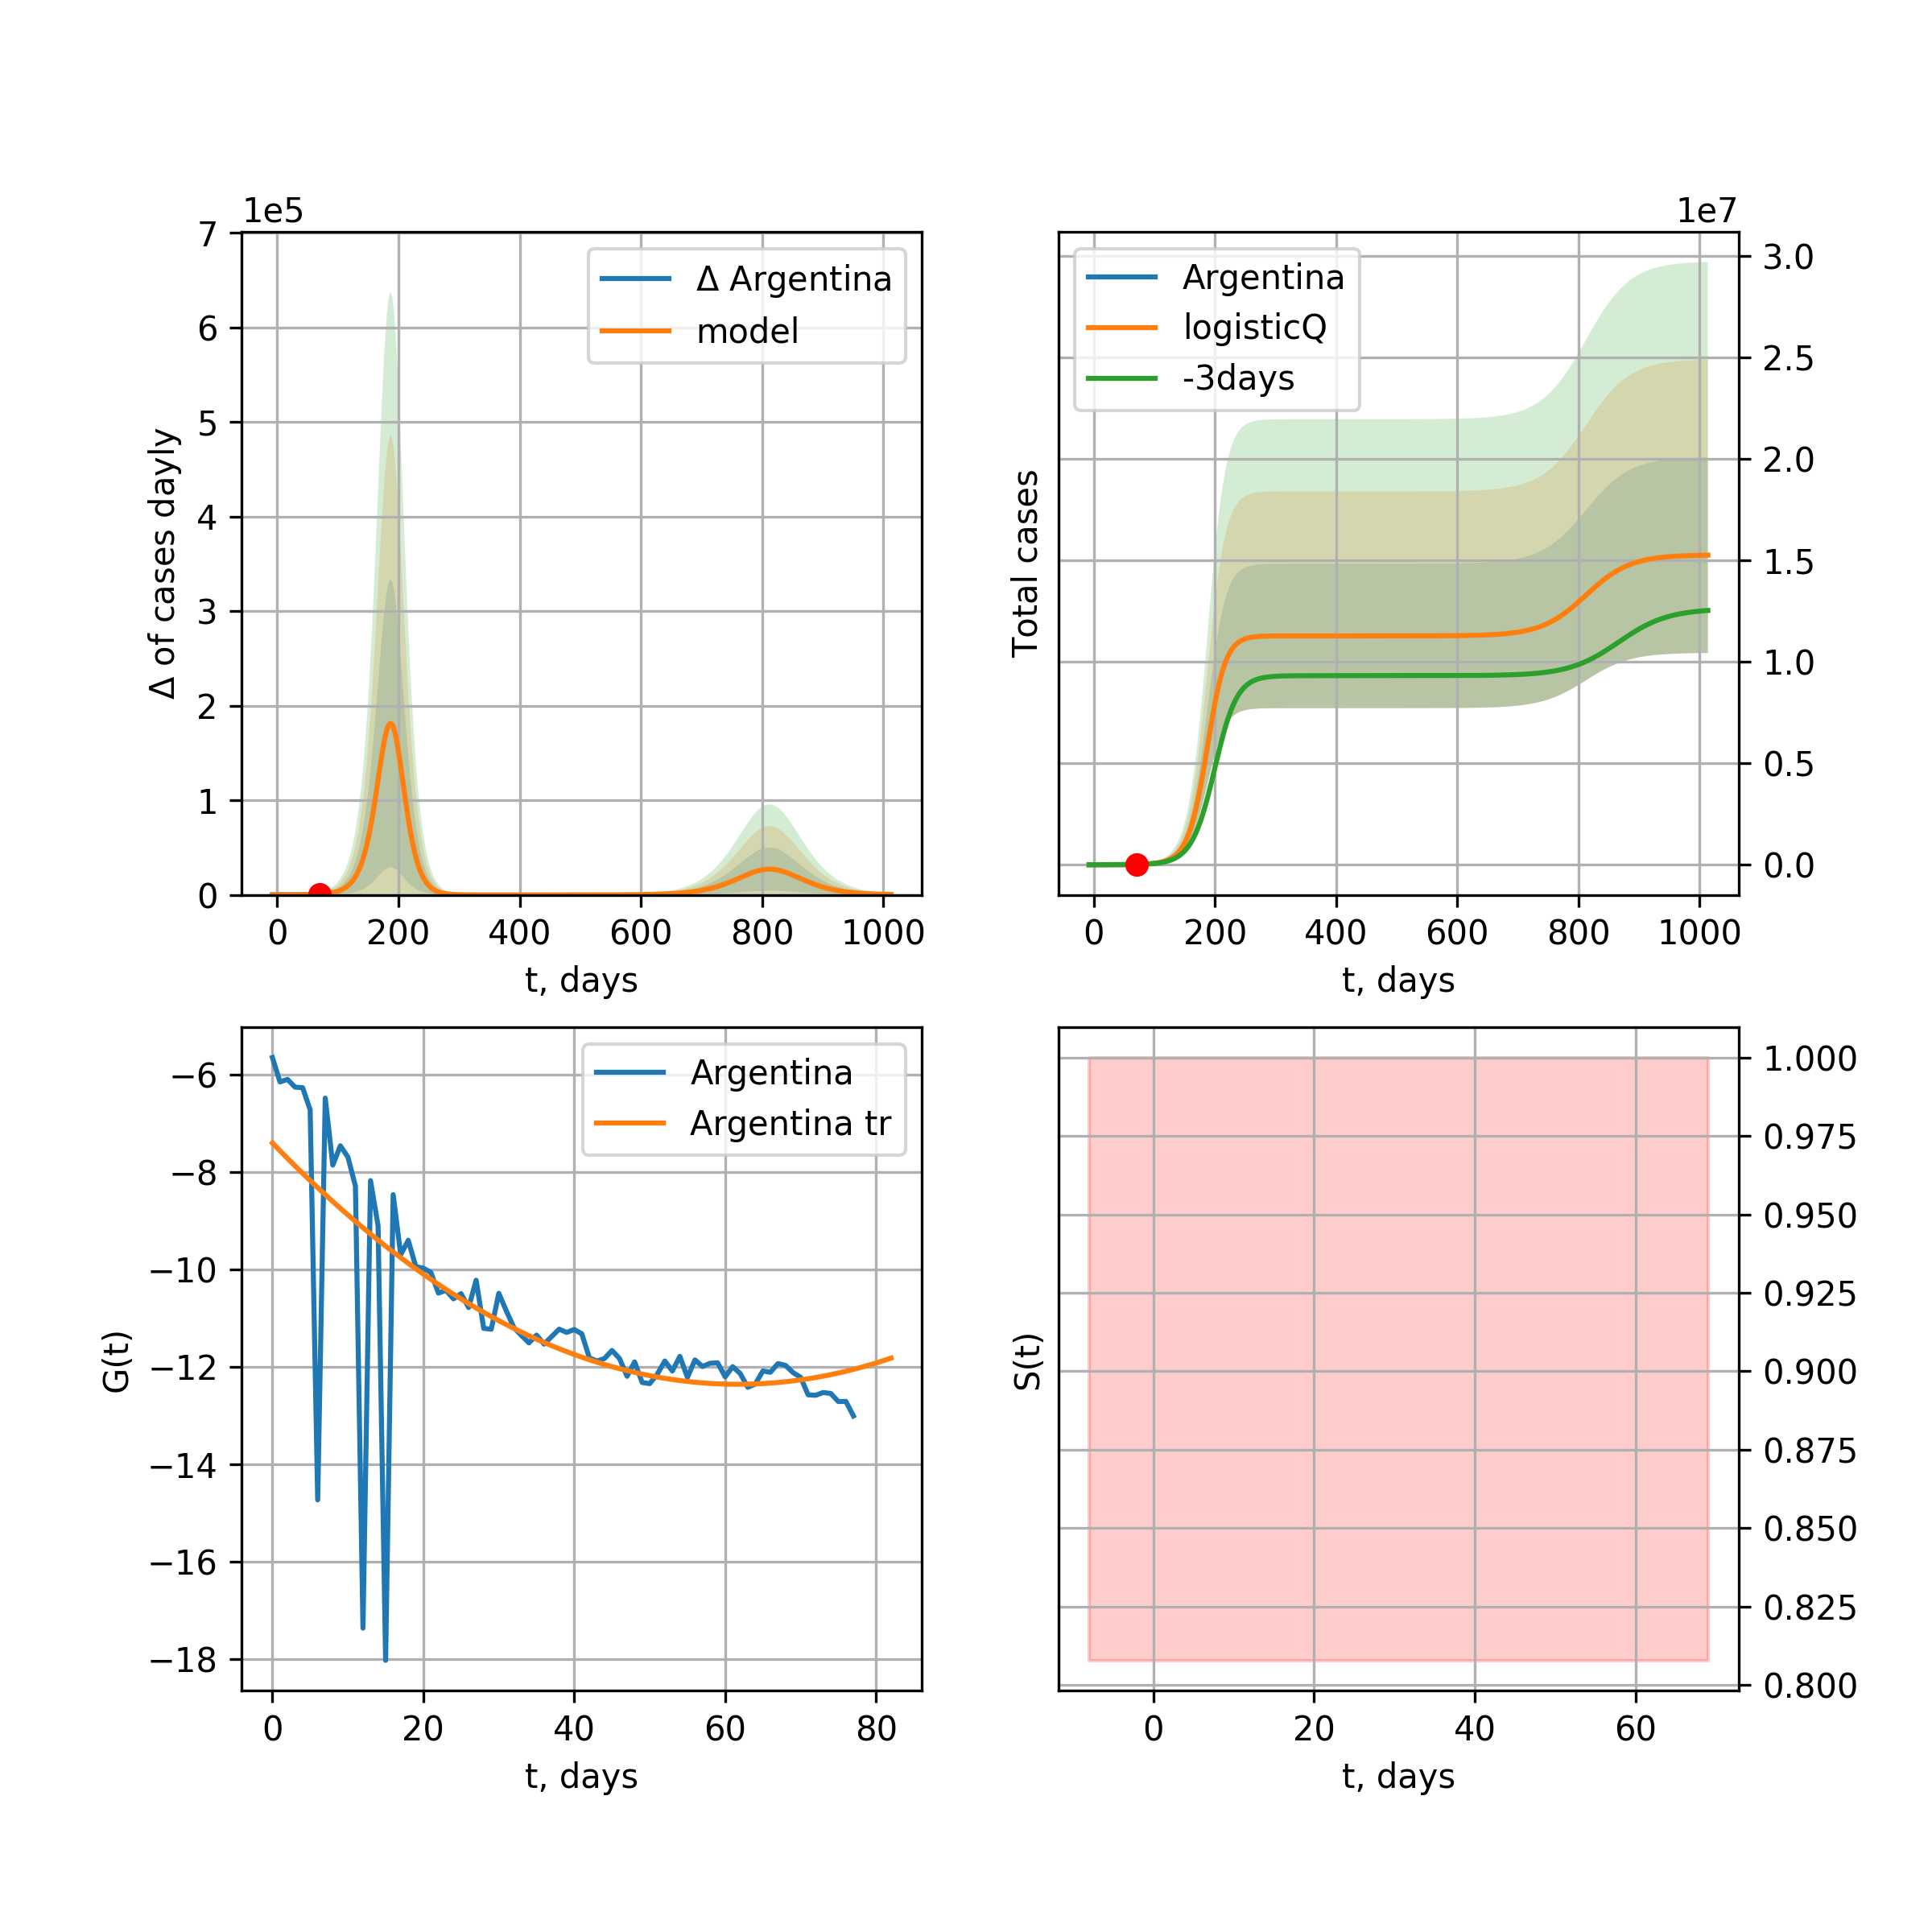 1e5
7
6
5
4
3
2
1
0
Δ of cases dayly
Δ Argentina
model
0 200 400 600 800 1000
t, days
1e7
3.0
2.5
2.0
1.5
1.0
0.5
0.0
Total cases
Argentina
logisticQ
-3days
0 200 400 600 800 1000
t, days
−6
−8
−10
−12
−14
−16
−18
G(t)
Argentina
Argentina tr
0 20 40 60 80
t, days
1.000
0.975
0.950
0.925
0.900
0.875
0.850
0.825
0.800
S(t)
0 20 40 60
t, days